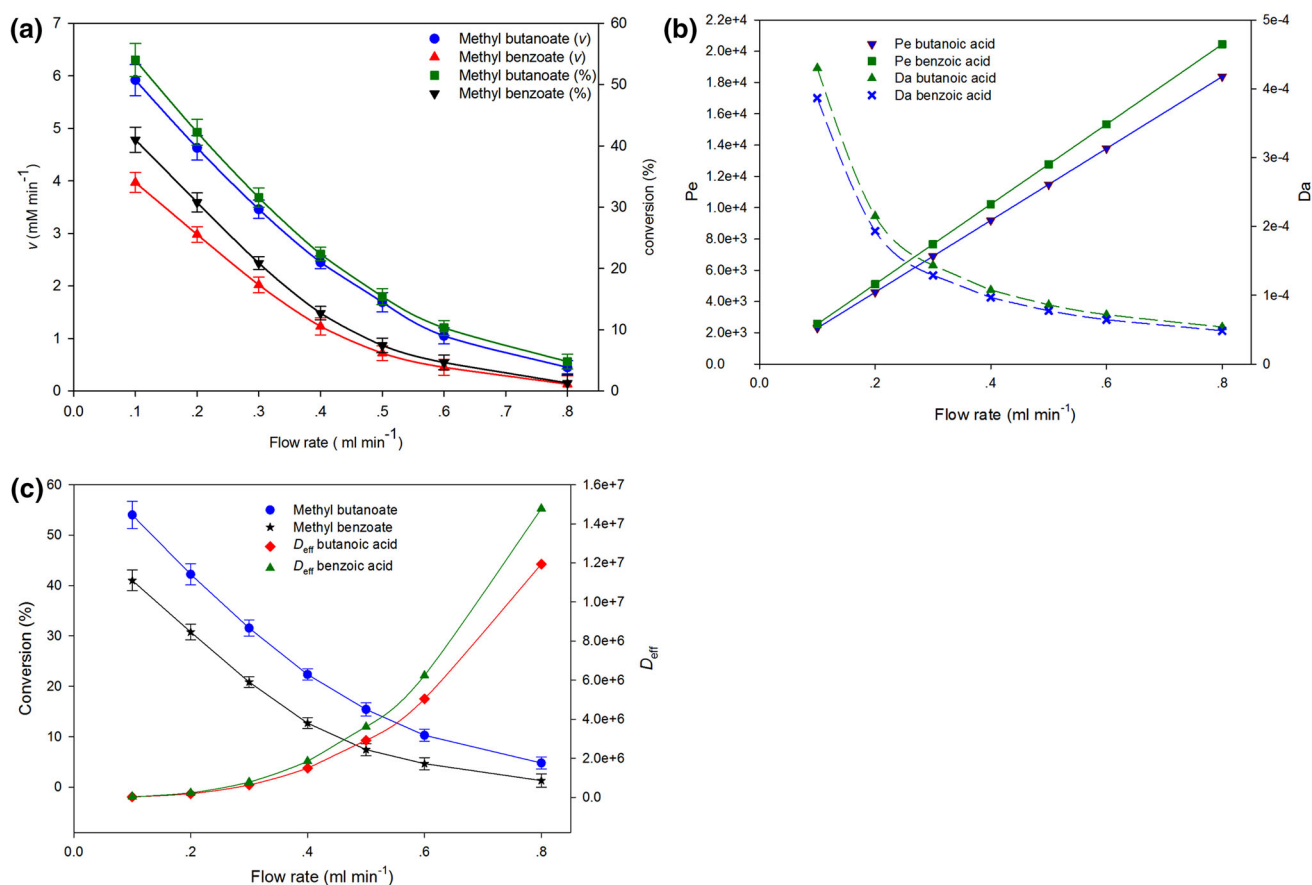 (a)
7
6
5
4
3
2
1
0
v (mM min⁻¹)
60
50
40
30
20
10
0
conversion (%)
Methyl butanoate (v)
Methyl benzoate (v)
Methyl butanoate (%)
Methyl benzoate (%)
0.0 .1 .2 .3 .4 .5 .6 .7 .8
Flow rate ( ml min⁻¹)
(b)
2.2e+4
2.0e+4
1.8e+4
1.6e+4
1.4e+4
1.2e+4
1.0e+4
8.0e+3
6.0e+3
4.0e+3
2.0e+3
0.0
Pe
5e-4
4e-4
3e-4
2e-4
1e-4
0
Da
Pe butanoic acid
Pe benzoic acid
Da butanoic acid
Da benzoic acid
0.0 .2 .4 .6 .8
Flow rate (ml min⁻¹)
(c)
60
50
40
30
20
10
0
Conversion (%)
1.6e+7
1.4e+7
1.2e+7
1.0e+7
8.0e+6
6.0e+6
4.0e+6
2.0e+6
0.0
D_eff
Methyl butanoate
Methyl benzoate
D_eff butanoic acid
D_eff benzoic acid
0.0 .2 .4 .6 .8
Flow rate (ml min⁻¹)